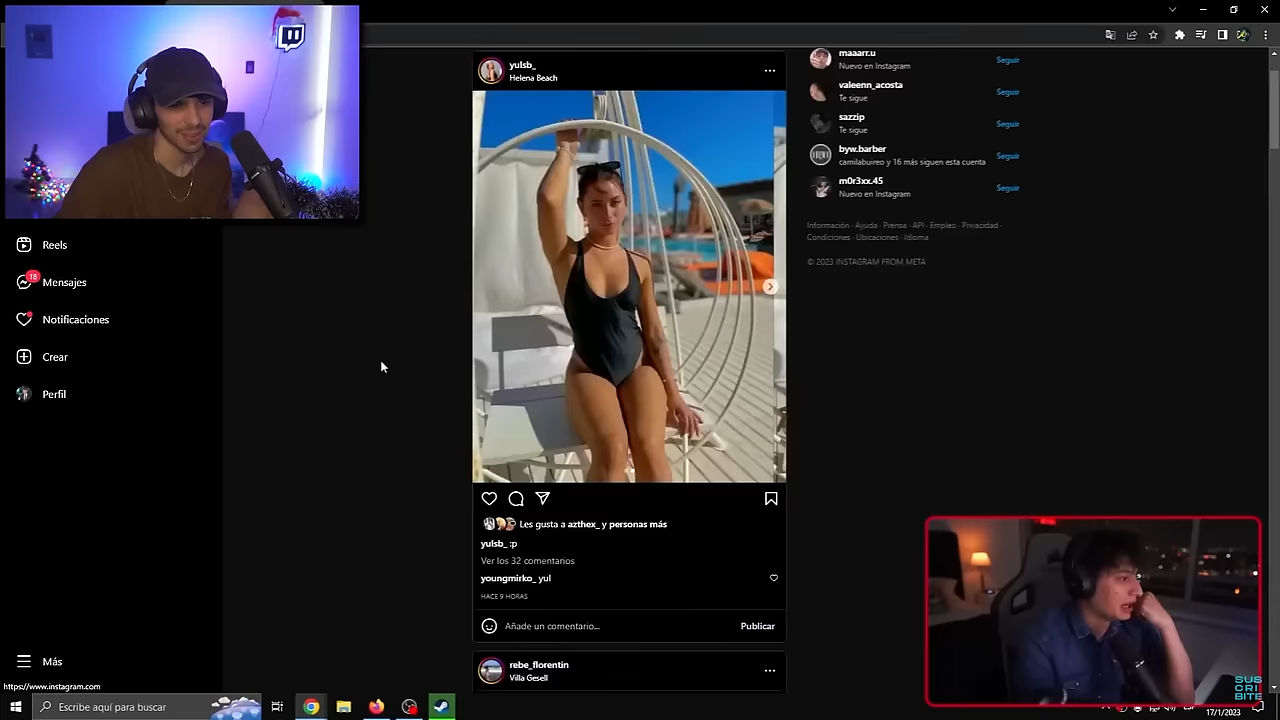 yulsb_
Helena Beach
maaarr.u
Nuevo en Instagram
Seguir
valeenn_acosta
Te sigue
Seguir
sazzip
Te sigue
Seguir
byw.barber
camilabuireo y 16 más siguen esta cuenta
Seguir
m0r3xx.45
Nuevo en Instagram
Seguir
Información · Ayuda · Prensa · API · Empleo · Privacidad ·
Condiciones · Ubicaciones · Idioma
© 2023 INSTAGRAM FROM META
Reels
18
Mensajes
Notificaciones
Crear
Perfil
Les gusta a azthex_ y personas más
yulsb_ :p
Ver los 32 comentarios
youngmirko_ yul
HACE 9 HORAS
Añade un comentario...
Publicar
rebe_florentin
Villa Gesell
Más
https://www.instagram.com
Escribe aquí para buscar
SUS
CRI
BITE
17/1/2023